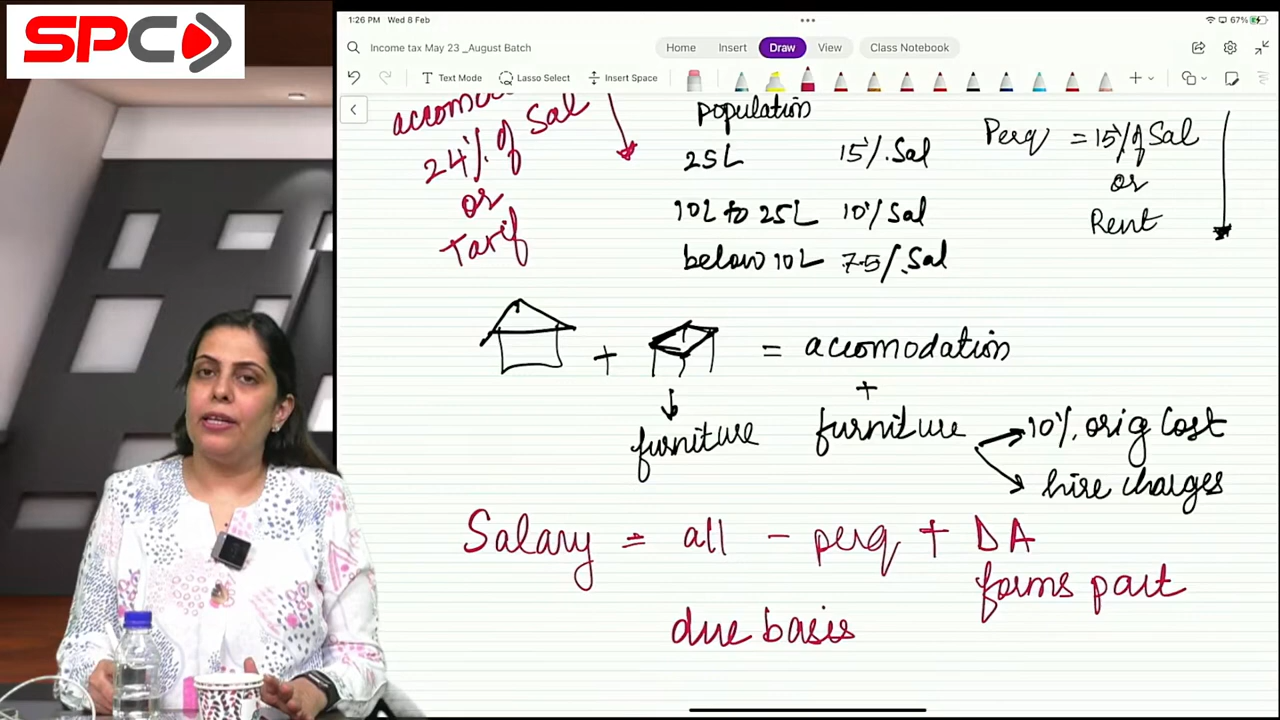 SPC
1:26 PM Wed 8 Feb
67%
Income tax May 23 _August Batch
Home Insert Draw View Class Notebook
Text Mode Lasso Select Insert Space
24% of Sal
or
Tarif
population
25L 15%.Sal
10L to 25L 10% Sal
below 10L 7.5%.Sal
Perq = 15% of Sal
or
Rent
+ = accomodation
+
furniture
furniture 10%.orig Cost
hire charges
Salary = all - perq + DA
forms part
due basis